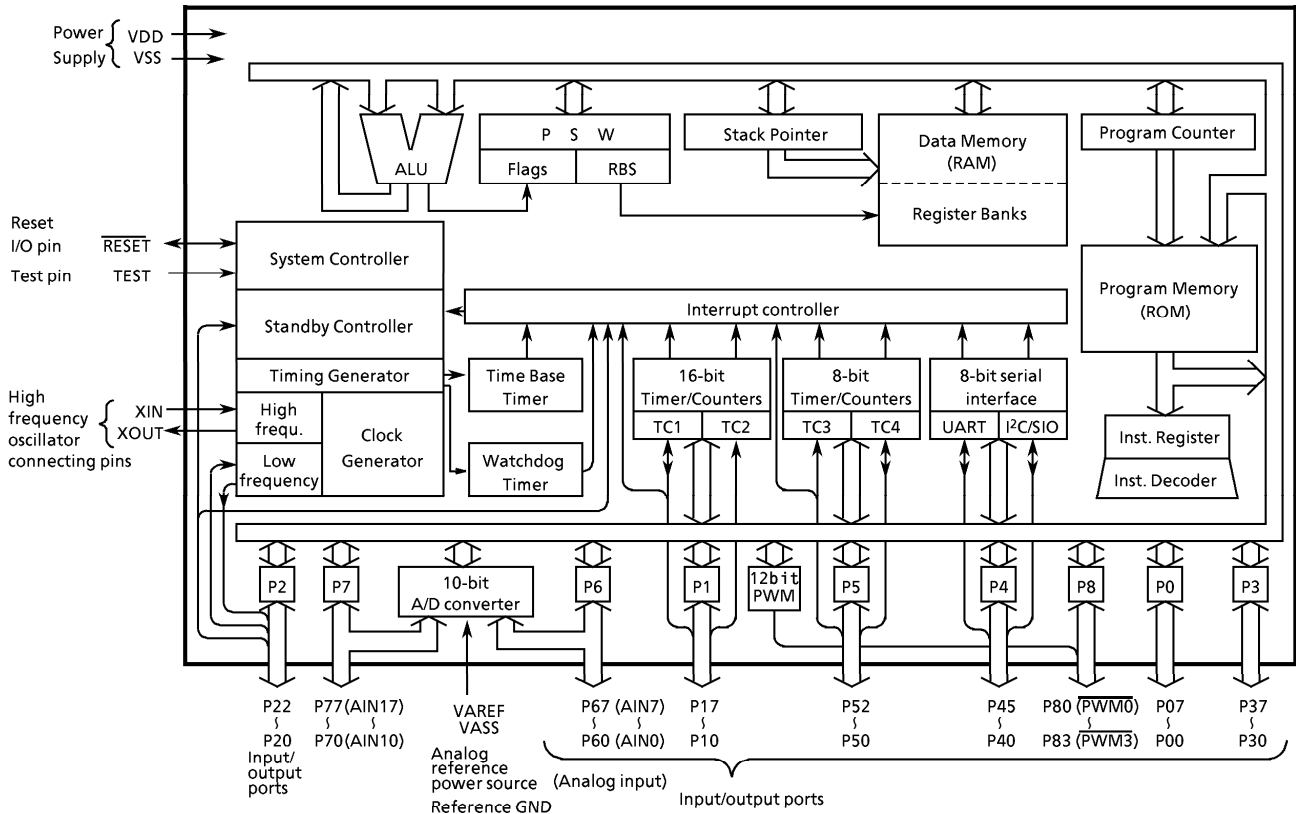 Power Supply
VDD
VSS
P S W
Flags
RBS
ALU
Stack Pointer
Data Memory
(RAM)
Register Banks
Program Counter
Reset
I/O pin
RESET
Test pin
TEST
System Controller
Standby Controller
Timing Generator
High
frequ.
Low
frequency
Clock
Generator
High
frequency
oscillator
connecting pins
XIN
XOUT
Interrupt controller
Time Base
Timer
Watchdog
Timer
16-bit
Timer/Counters
TC1
TC2
8-bit
Timer/Counters
TC3
TC4
8-bit serial
interface
UART
I²C/SIO
Program Memory
(ROM)
Inst. Register
Inst. Decoder
P2
P7
10-bit
A/D converter
P6
P1
12bit
PWM
P5
P4
P8
P0
P3
P22
~
P20
Input/
output
ports
P77 (AIN17)
~ ~
P70 (AIN10)
VAREF
VASS
Analog
reference
power source
Reference GND
P67 (AIN7)
~ ~
P60 (AIN0)
(Analog input)
P17
~
P10
P52
~
P50
P45
~
P40
P80 (PWM0)
~ ~
P83 (PWM3)
P07
~
P00
P37
~
P30
Input/output ports